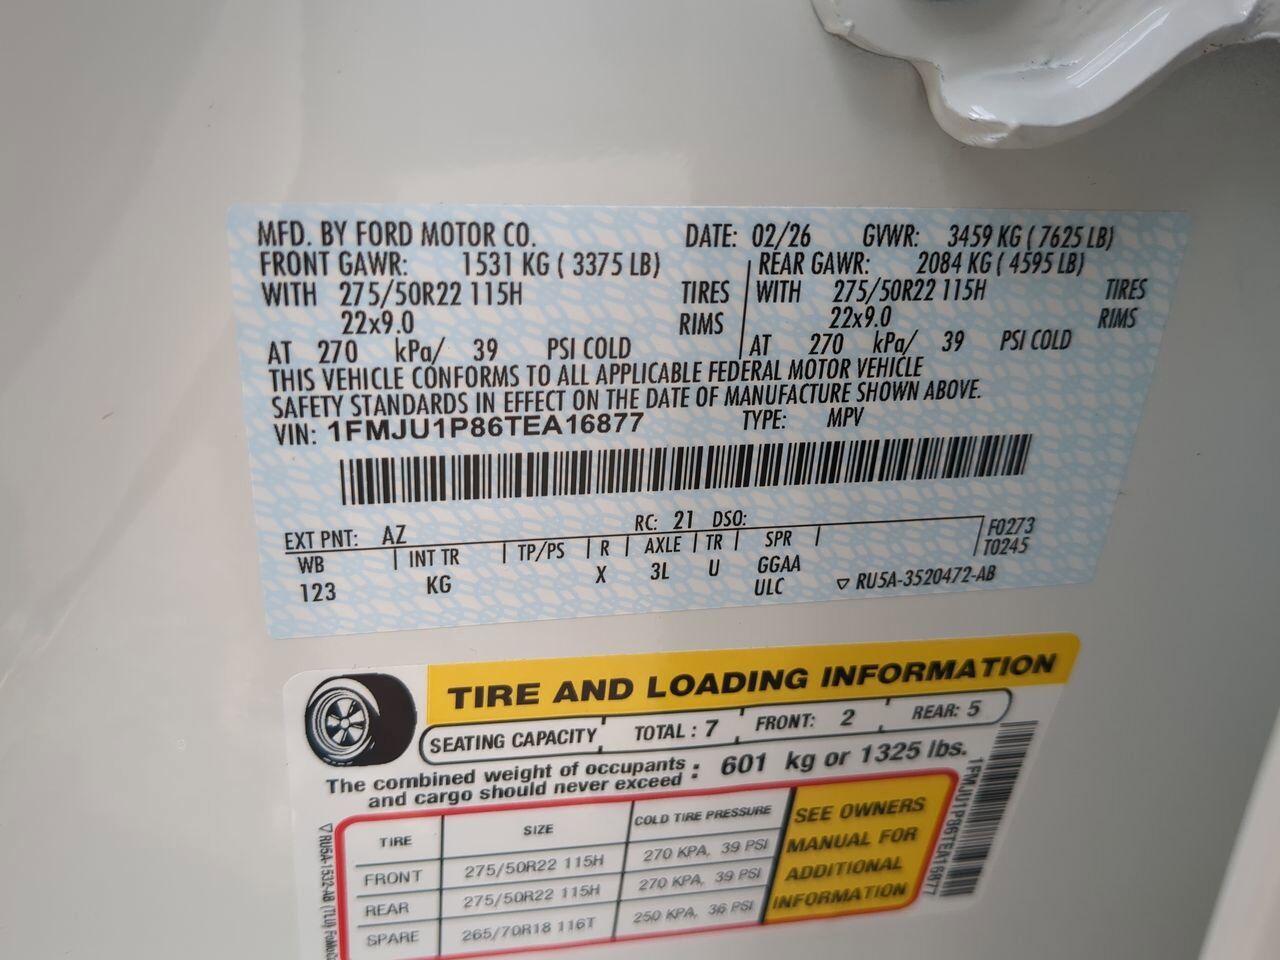 MFD. BY FORD MOTOR CO. DATE: 02/26 GVWR: 3459 KG ( 7625 LB)
FRONT GAWR: 1531 KG ( 3375 LB) REAR GAWR: 2084 KG ( 4595 LB)
WITH 275/50R22 115H TIRES WITH 275/50R22 115H TIRES
22x9.0 RIMS 22x9.0 RIMS
AT 270 kPa/ 39 PSI COLD AT 270 kPa/ 39 PSI COLD
THIS VEHICLE CONFORMS TO ALL APPLICABLE FEDERAL MOTOR VEHICLE
SAFETY STANDARDS IN EFFECT ON THE DATE OF MANUFACTURE SHOWN ABOVE.
VIN: 1FMJU1P86TEA16877 TYPE: MPV
EXT PNT: AZ RC: 21 DSO: F0273
WB INT TR TP/PS R AXLE TR SPR T0245
123 KG X 3L U GGAA
ULC ▽ RU5A-3520472-AB
TIRE AND LOADING INFORMATION
SEATING CAPACITY TOTAL : 7 FRONT: 2 REAR: 5
The combined weight of occupants
and cargo should never exceed : 601 kg or 1325 lbs.
TIRE SIZE COLD TIRE PRESSURE
FRONT 275/50R22 115H 270 KPA, 39 PSI
REAR 275/50R22 115H 270 KPA, 39 PSI
SPARE 265/70R18 116T 250 KPA, 36 PSI
SEE OWNERS
MANUAL FOR
ADDITIONAL
INFORMATION
1FMJU1P86TEA16877
▽ RU5A-1532-AB (TLU) FoMoCo